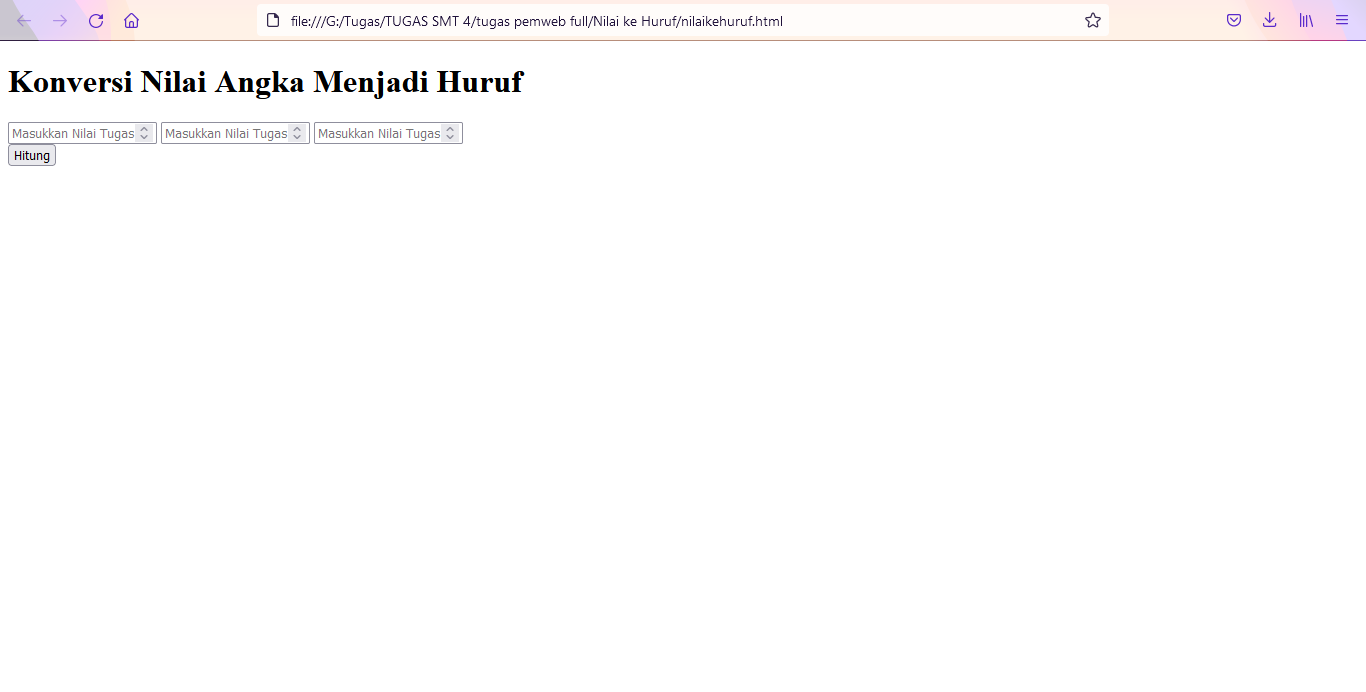 file:///G:/Tugas/TUGAS SMT 4/tugas pemweb full/Nilai ke Huruf/nilaikehuruf.html
Konversi Nilai Angka Menjadi Huruf
Masukkan Nilai Tugas Masukkan Nilai Tugas Masukkan Nilai Tugas
Hitung